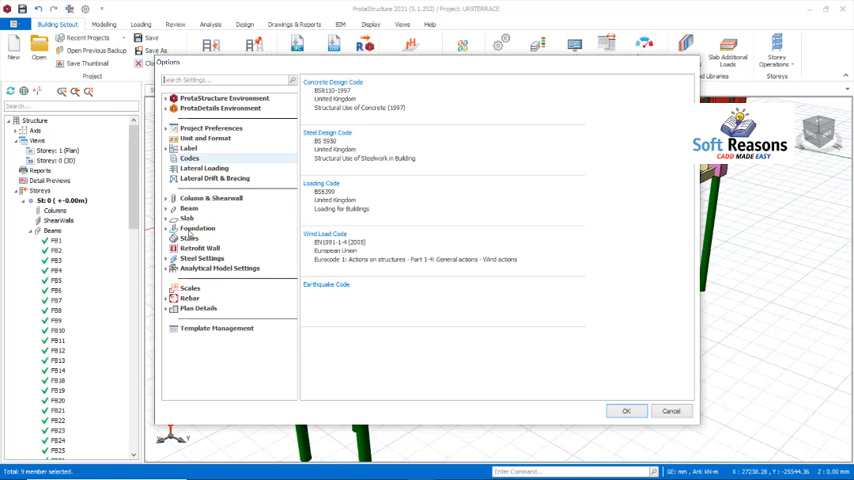 ProtaStructure 2021 (5.1.252) / Project: URBTERRACE
Building Setout
Modeling
Loading
Review
Analysis
Design
Drawings & Reports
BIM
Display
Views
Help
New
Open
Recent Projects
Open Previous Backup
Save Thumbnail
Save
Save As
Project
Slab Additional
Loads
Storey
Operations
Storeys
Search...
Structure
Axis
Views
Storey: 1 (Plan)
Storey: 0 (3D)
Reports
Detail Previews
Storeys
St: 0 ( +-0.00m)
Columns
ShearWalls
Beams
FB1
FB2
FB3
FB4
FB5
FB6
FB7
FB8
FB9
FB10
FB11
FB12
FB13
FB14
FB18
FB19
FB20
FB21
FB22
FB23
FB24
FB25
Options
Search Settings...
ProtaStructure Environment
ProtaDetails Environment
Project Preferences
Unit and Format
Label
Codes
Lateral Loading
Lateral Drift & Bracing
Column & Shearwall
Beam
Slab
Foundation
Stairs
Retrofit Wall
Steel Settings
Analytical Model Settings
Scales
Rebar
Plan Details
Template Management
Concrete Design Code
BS8110-1997
United Kingdom
Structural Use of Concrete (1997)
Steel Design Code
BS 5950
United Kingdom
Structural Use of Steelwork in Building
Loading Code
BS6399
United Kingdom
Loading for Buildings
Wind Load Code
EN1991-1-4 (2005)
European Union
Eurocode 1: Actions on structures - Part 1-4: General actions - Wind actions
Earthquake Code
OK
Cancel
Soft Reasons
CADD MADE EASY
Y
Total: 9 member selected.
Enter Command...
mm, Anl: kN-m
X : 27238.28 , Y : -25544.36
Z : 0.00 mm